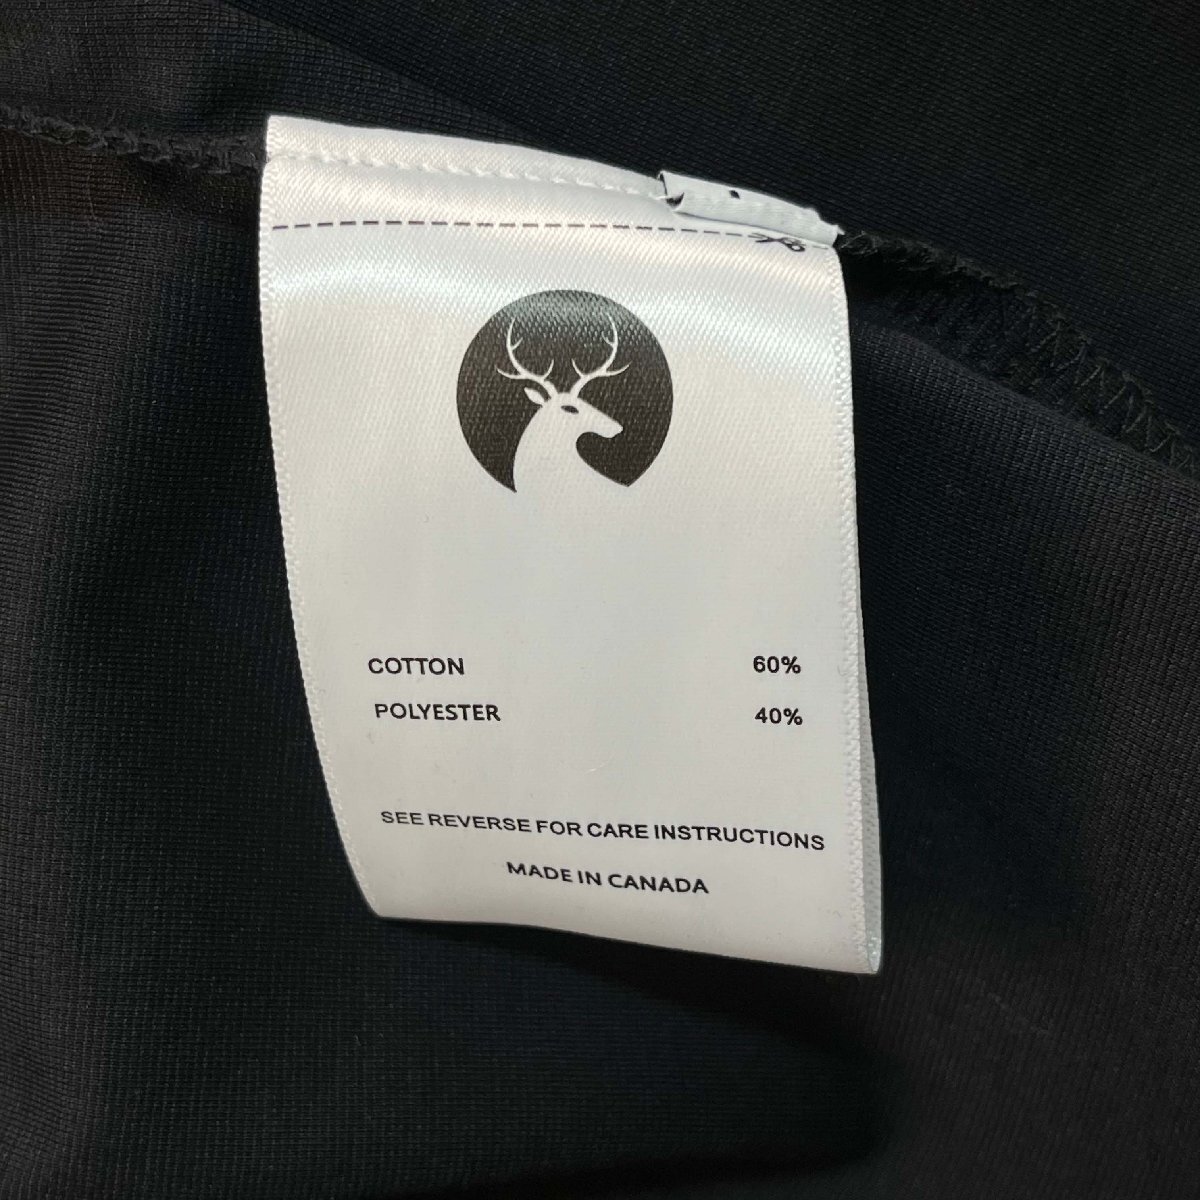 COTTON 60%
POLYESTER 40%
SEE REVERSE FOR CARE INSTRUCTIONS
MADE IN CANADA